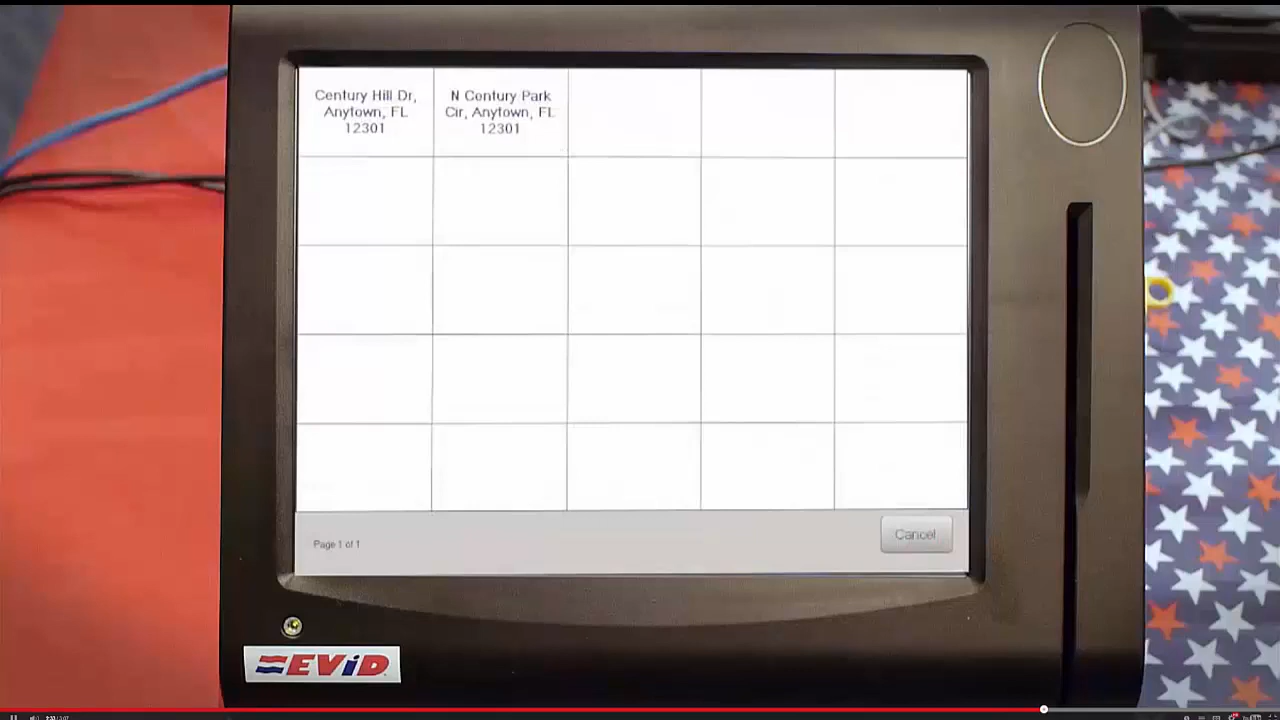 Century Hill Dr,
Anytown, FL
12301
N Century Park
Cir, Anytown, FL
12301
Page 1 of 1
Cancel
EViD